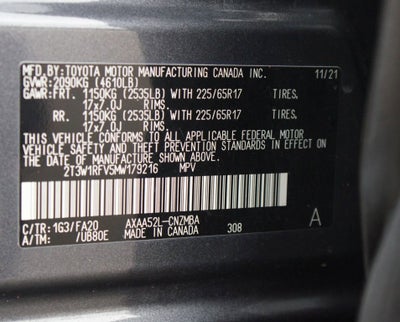 MFD.BY:TOYOTA MOTOR MANUFACTURING CANADA INC. 11/21
GVWR: 2090KG (4610LB)
GAWR:FRT. 1150KG (2535LB) WITH 225/65R17 TIRES.
17x7.0J RIMS.
RR. 1150KG (2535LB) WITH 225/65R17 TIRES.
17x7.0J RIMS.
THIS VEHICLE CONFORMS TO ALL APPLICABLE FEDERAL MOTOR
VEHICLE SAFETY AND THEFT PREVENTION STANDARDS IN EFFECT ON
THE DATE OF MANUFACTURE SHOWN ABOVE.
2T3W1RFV5MW179216 MPV
C/TR: 1G3/FA20 AXAA52L-CNZMBA A
A/TM: /UB80E MADE IN CANADA 308